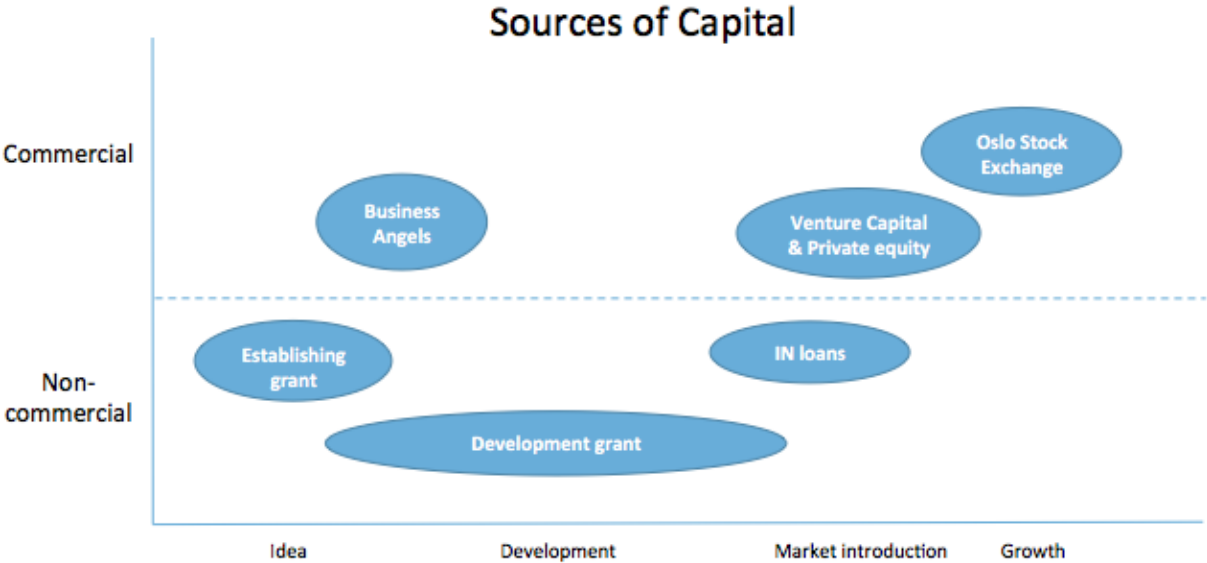 Sources of Capital
Commercial
Oslo Stock
Exchange
Business
Angels
Venture Capital
& Private equity
Non-
commercial
Establishing
grant
IN loans
Development grant
Idea
Development
Market introduction
Growth